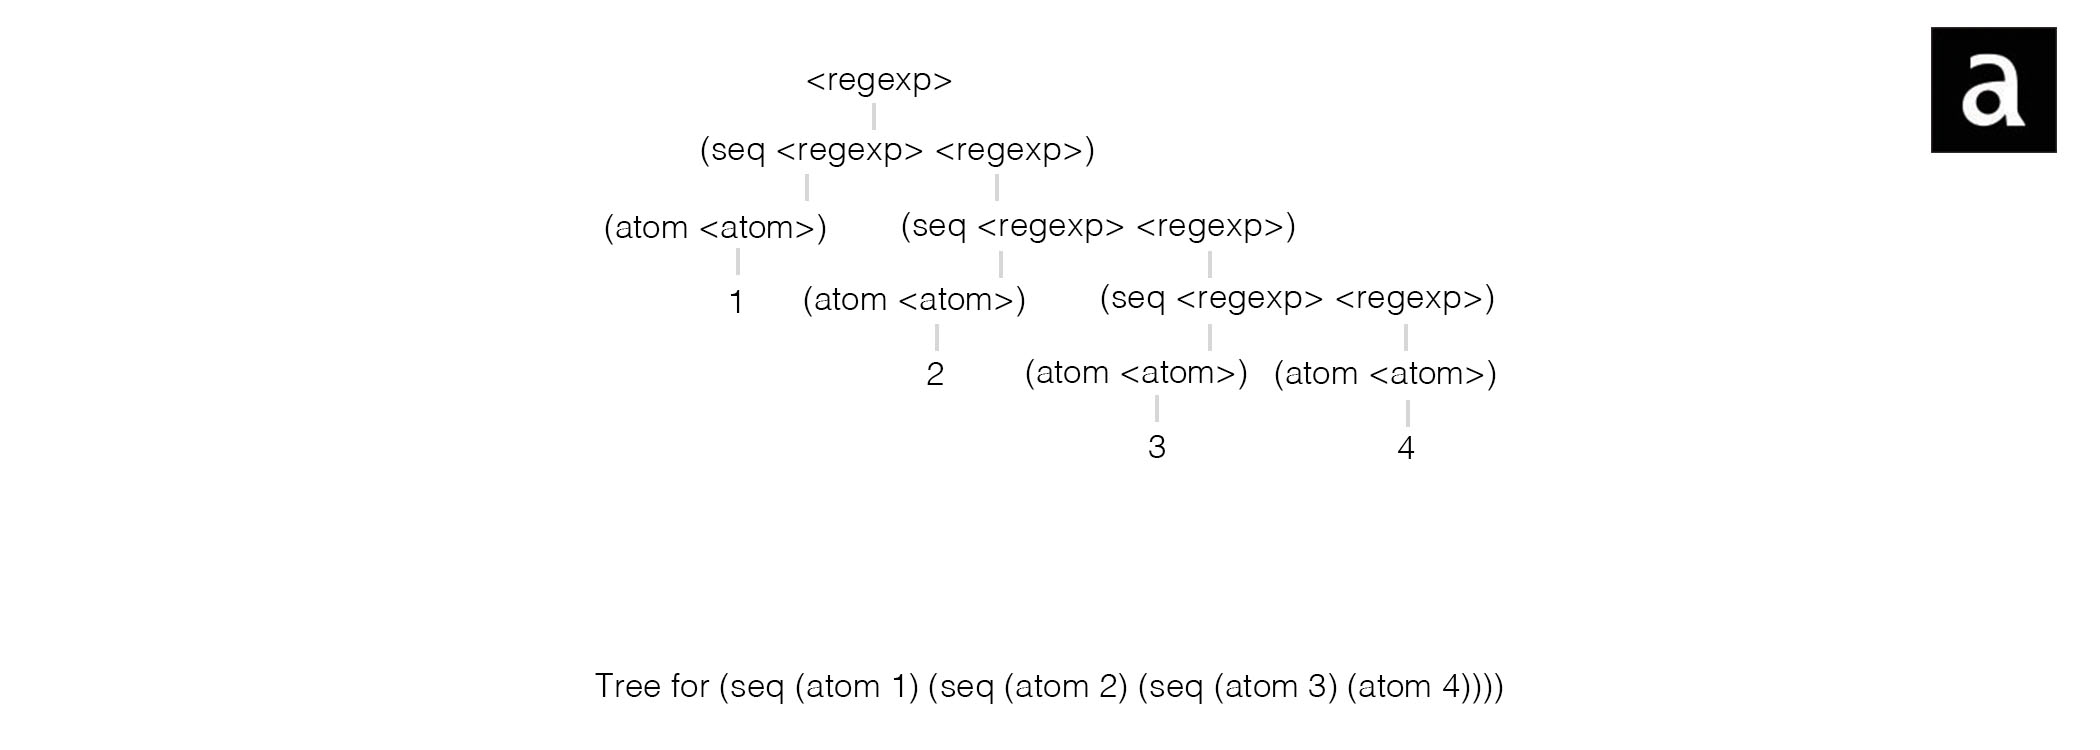 a
<regexp>
(seq <regexp> <regexp>)
(atom <atom>) (seq <regexp> <regexp>)
1 (atom <atom>) (seq <regexp> <regexp>)
2 (atom <atom>) (atom <atom>)
3 4
Tree for (seq (atom 1) (seq (atom 2) (seq (atom 3) (atom 4))))